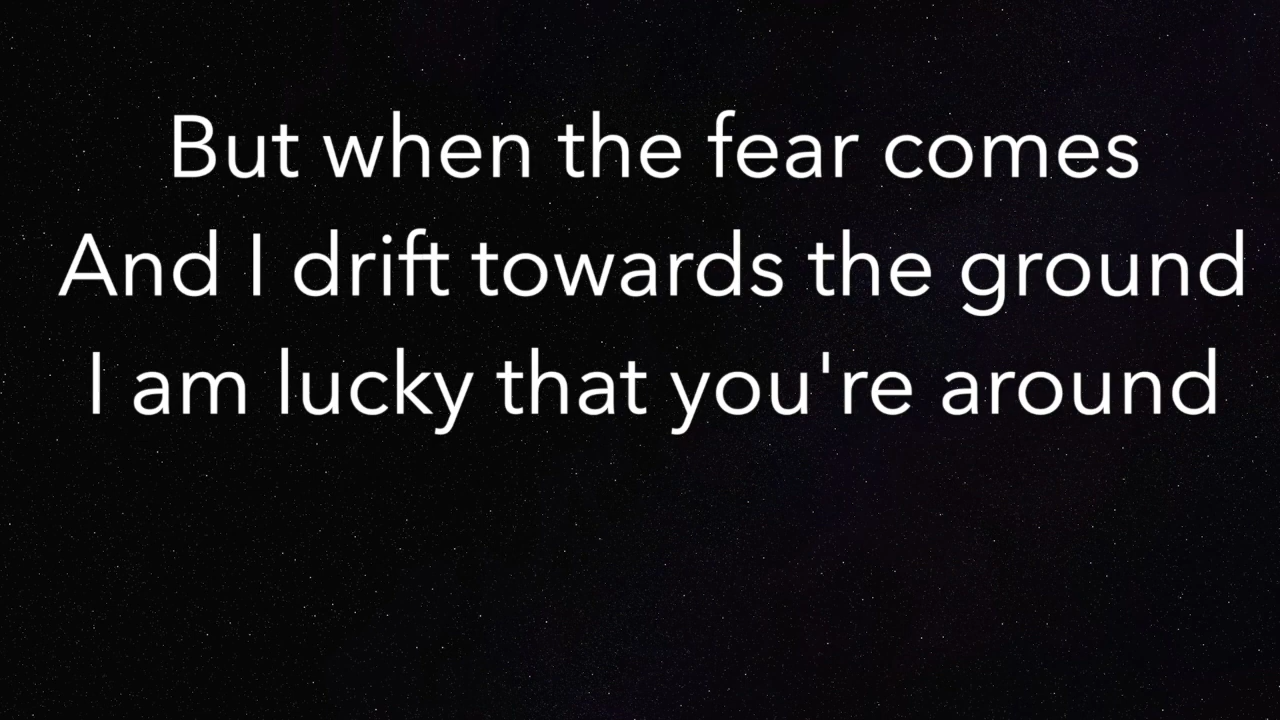 But when the fear comes
And I drift towards the ground
I am lucky that you're around